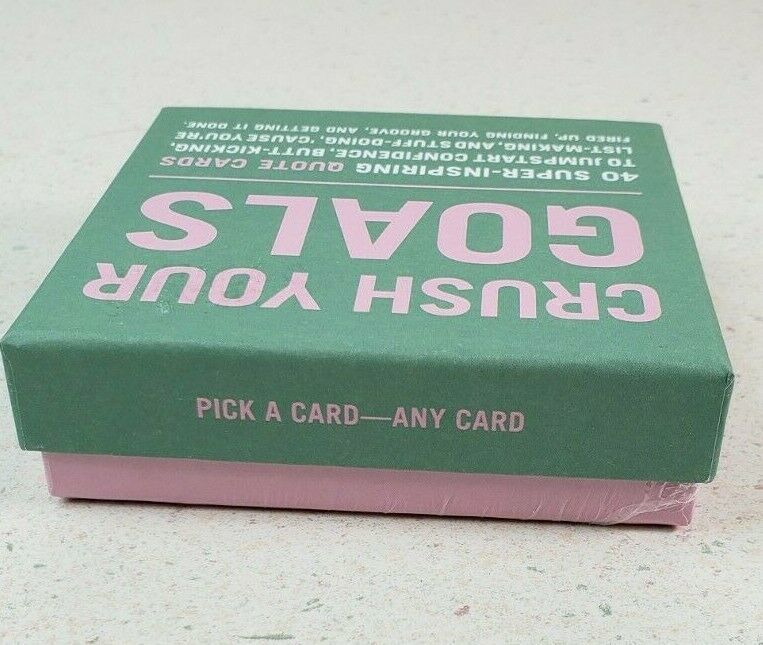 CRUSH YOUR
GOALS
40 SUPER-INSPIRING QUOTE CARDS
TO JUMPSTART CONFIDENCE, BUTT-KICKING,
LIST-MAKING, AND STUFF-DOING, 'CAUSE YOU'RE
FIRED UP, FINDING YOUR GROOVE, AND GETTING IT DONE.
PICK A CARD—ANY CARD